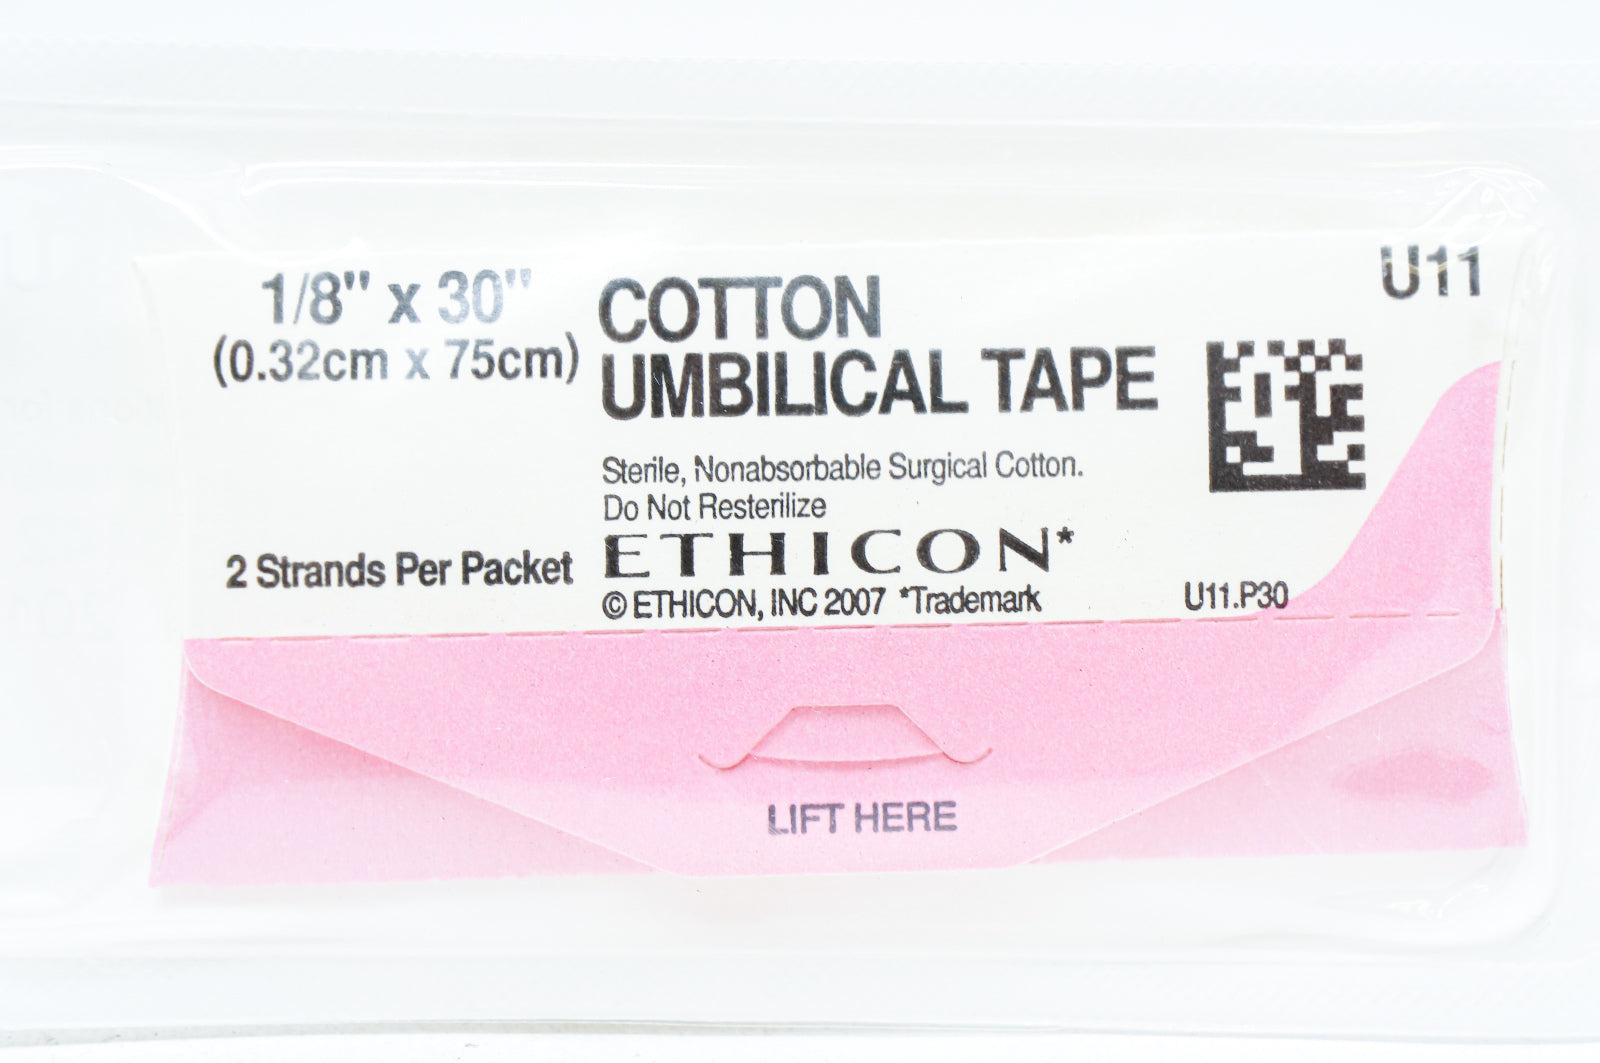 1/8" x 30"
(0.32cm x 75cm)
2 Strands Per Packet
COTTON
UMBILICAL TAPE
Sterile, Nonabsorbable Surgical Cotton.
Do Not Resterilize
ETHICON*
© ETHICON, INC 2007 *Trademark
U11
U11.P30
LIFT HERE